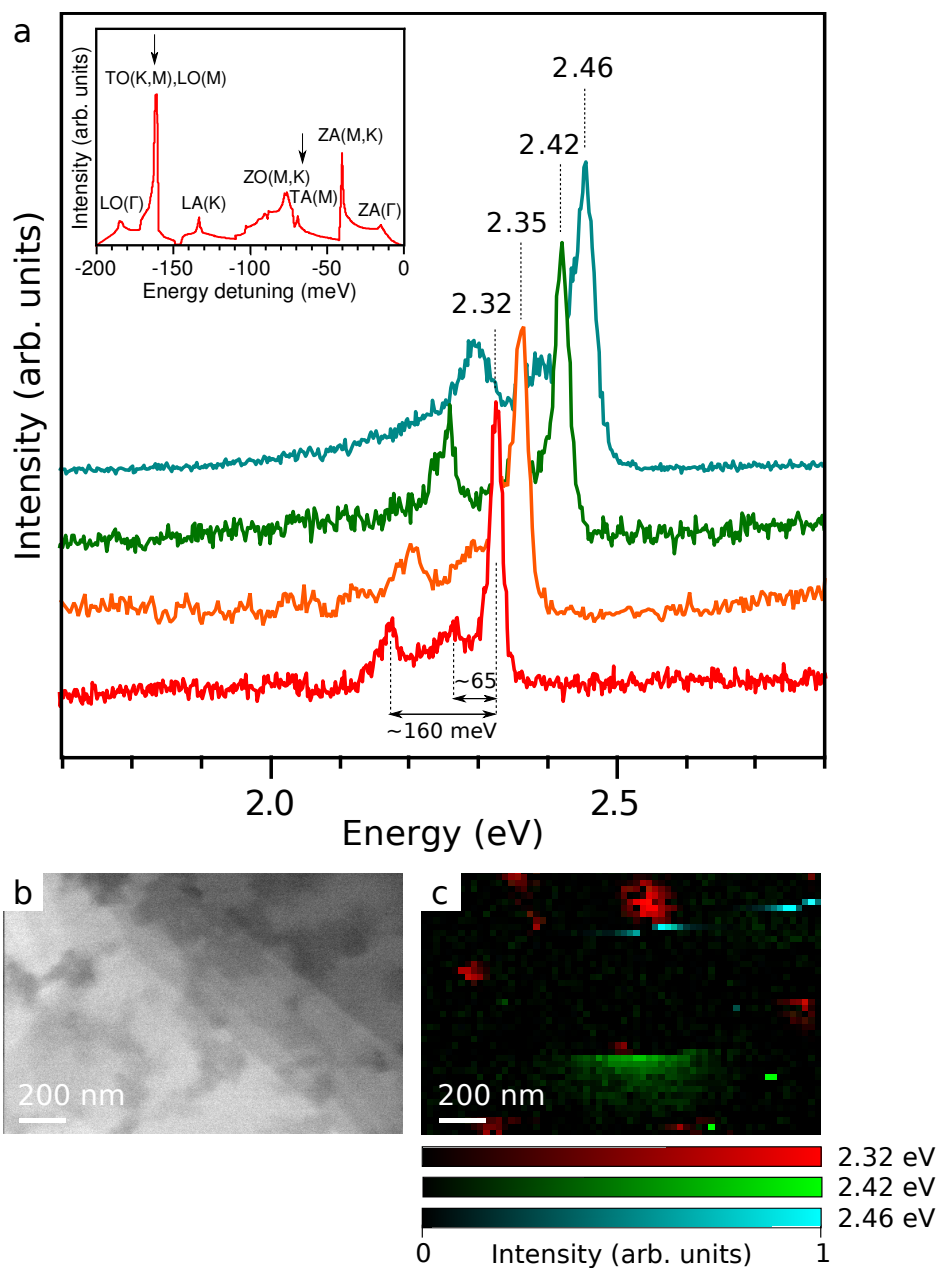 a
Intensity (arb. units)
TO(K,M),LO(M)
ZA(M,K)
ZO(M,K)
LO(Γ)
LA(K)
TA(M)
ZA(Γ)
-200 -150 -100 -50 0
Energy detuning (meV)
2.46
2.42
2.35
2.32
Intensity (arb. units)
~65
~160 meV
2.0 2.5
Energy (eV)
b
200 nm
c
200 nm
2.32 eV
2.42 eV
2.46 eV
0 Intensity (arb. units) 1